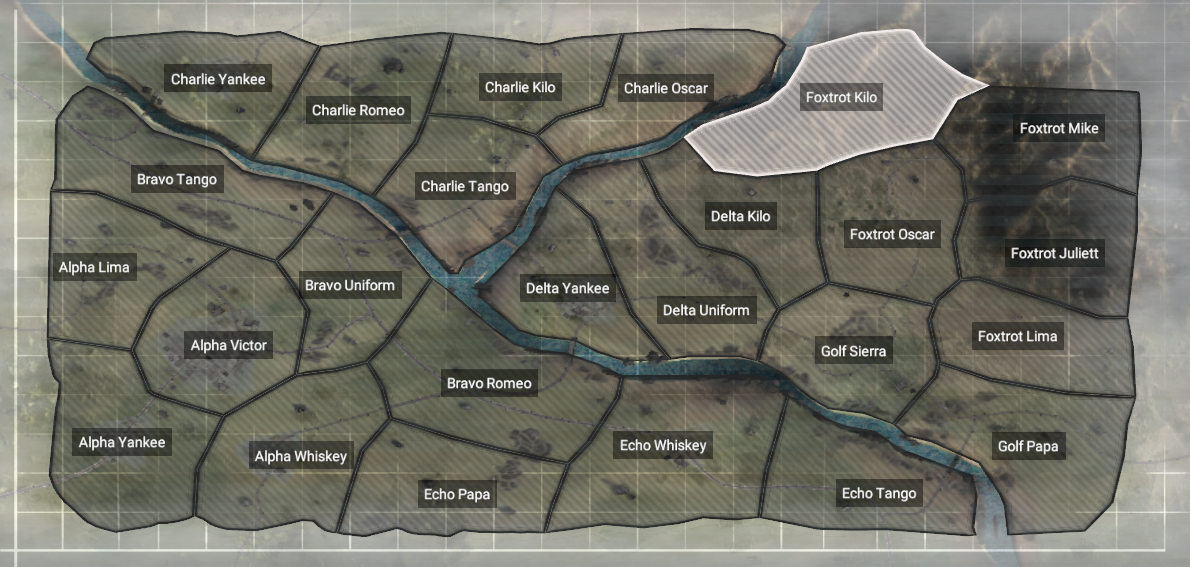 Charlie Yankee
Charlie Kilo
Charlie Oscar
Foxtrot Kilo
Charlie Romeo
Foxtrot Mike
Bravo Tango
Charlie Tango
Delta Kilo
Foxtrot Oscar
Foxtrot Juliett
Alpha Lima
Bravo Uniform
Delta Yankee
Delta Uniform
Foxtrot Lima
Alpha Victor
Golf Sierra
Bravo Romeo
Alpha Yankee
Echo Whiskey
Golf Papa
Alpha Whiskey
Echo Papa
Echo Tango